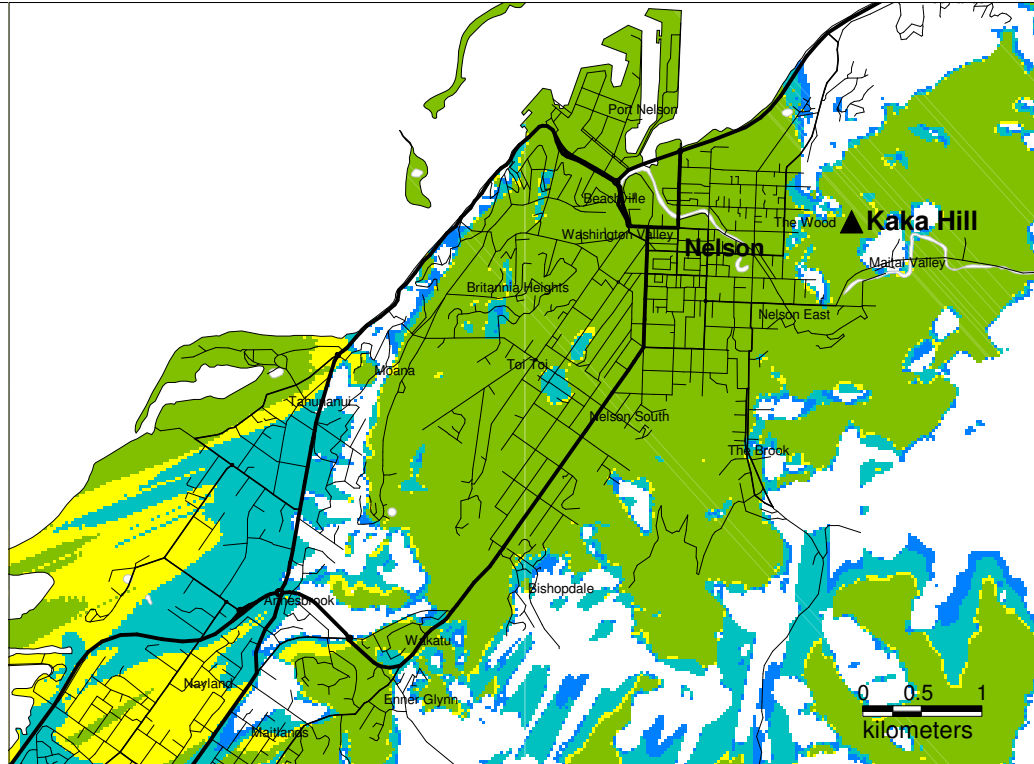 Port Nelson
Beachville
The Wood
Kaka Hill
Washington Valley
Nelson
Maitai Valley
Britannia Heights
Nelson East
Toi Toi
Moana
Tahunanui
Nelson South
The Brock
Bishopdale
Annesbrook
Wakatu
Nayland
Enner Glynn
0 0.5 1
kilometers
Maitlands